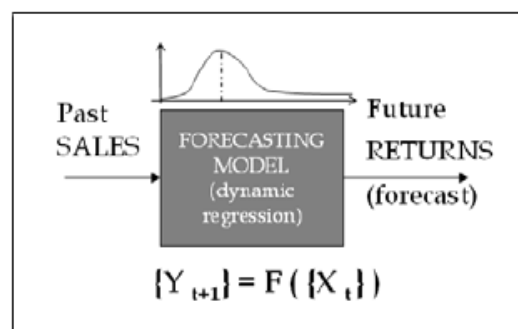 Past
SALES
FORECASTING
MODEL
(dynamic
regression)
Future
RETURNS
(forecast)
{Y t+1} = F ( {X t} )